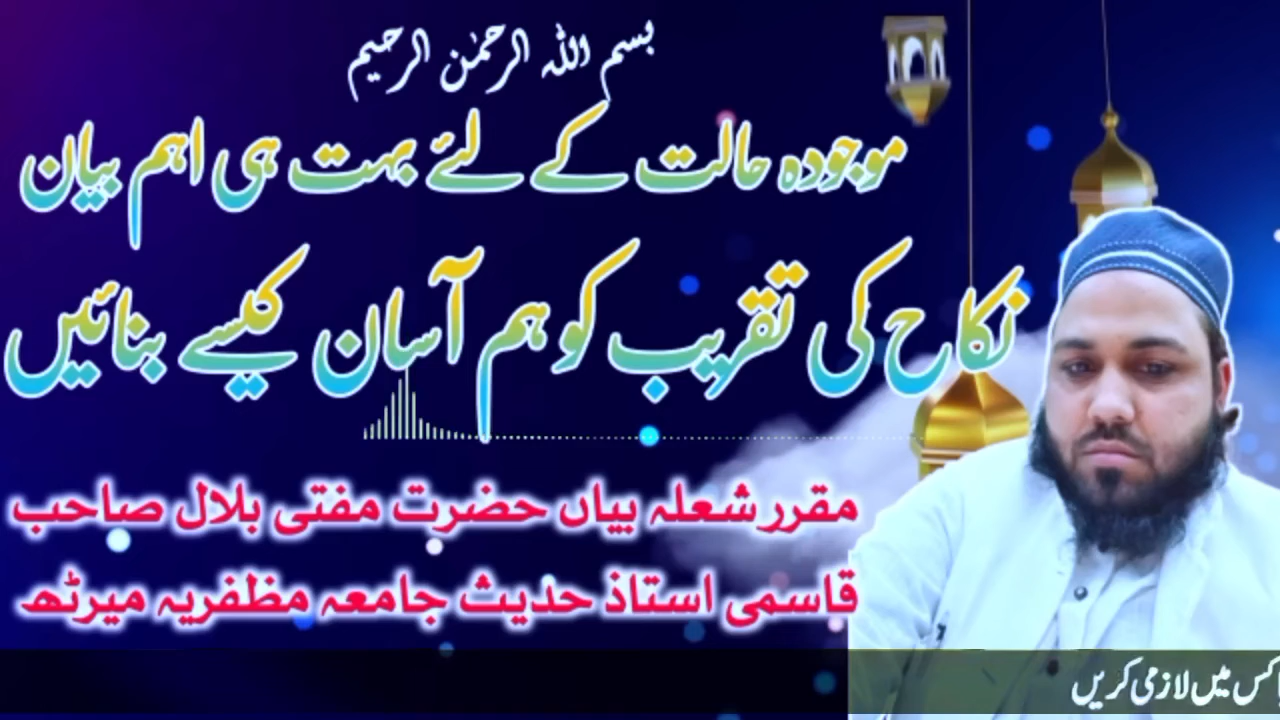 بسم اللہ الرحمٰن الرحیم
موجودہ حالت کے لئے بہت ہی اہم بیان
نکاح کی تقریب کو ہم آسان کیسے بنائیں
مقرر شعلہ بیاں حضرت مفتی بلال صاحب
قاسمی استاذ حدیث جامعہ مظفریہ میرٹھ
میں لازمی کریں